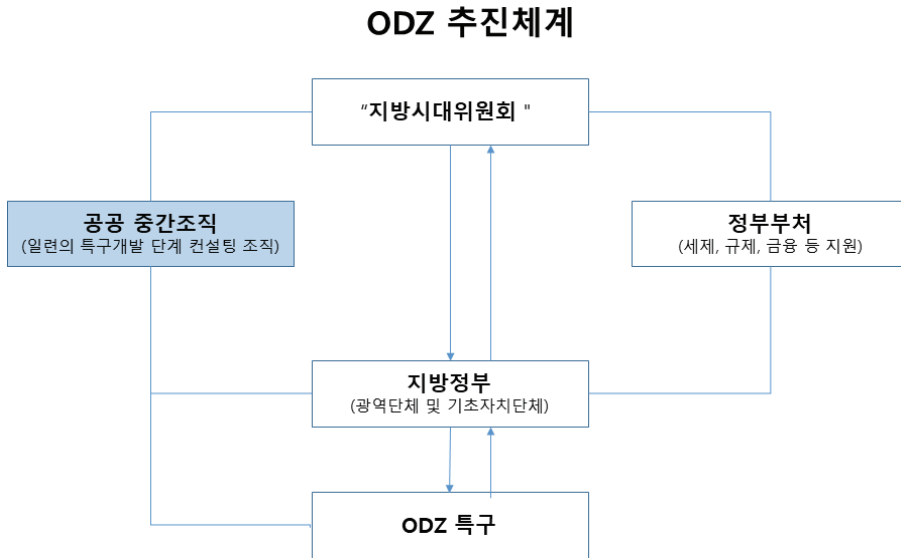 ODZ 추진체계
“지방시대위원회 "
공공 중간조직
(일련의 특구개발 단계 컨설팅 조직)
정부부처
(세제, 규제, 금융 등 지원)
지방정부
(광역단체 및 기초자치단체)
ODZ 특구